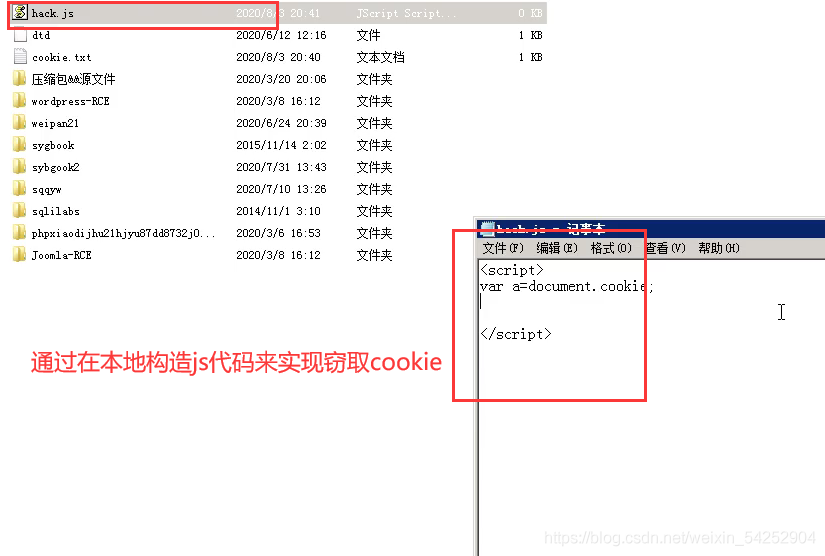 hack.js 2020/8/3 20:41 JScript Script... 0 KB
dtd 2020/6/12 12:16 文件 1 KB
cookie.txt 2020/8/3 20:40 文本文档 1 KB
压缩包&&源文件 2020/3/20 20:06 文件夹
wordpress-RCE 2020/3/8 16:12 文件夹
weipan21 2020/6/24 20:39 文件夹
sygbook 2015/11/14 2:02 文件夹
sybgook2 2020/7/31 13:43 文件夹
sqqyw 2020/7/10 13:26 文件夹
sqlilabs 2014/11/1 3:10 文件夹
phpxiaodijhu21hjyu87dd8732j0... 2020/3/6 16:53 文件夹
Joomla-RCE 2020/3/8 16:12 文件夹
hack.js - 记事本
文件(F) 编辑(E) 格式(O) 查看(V) 帮助(H)
<script>
var a=document.cookie;
</script>
通过在本地构造js代码来实现窃取cookie
https://blog.csdn.net/weixin_54252904